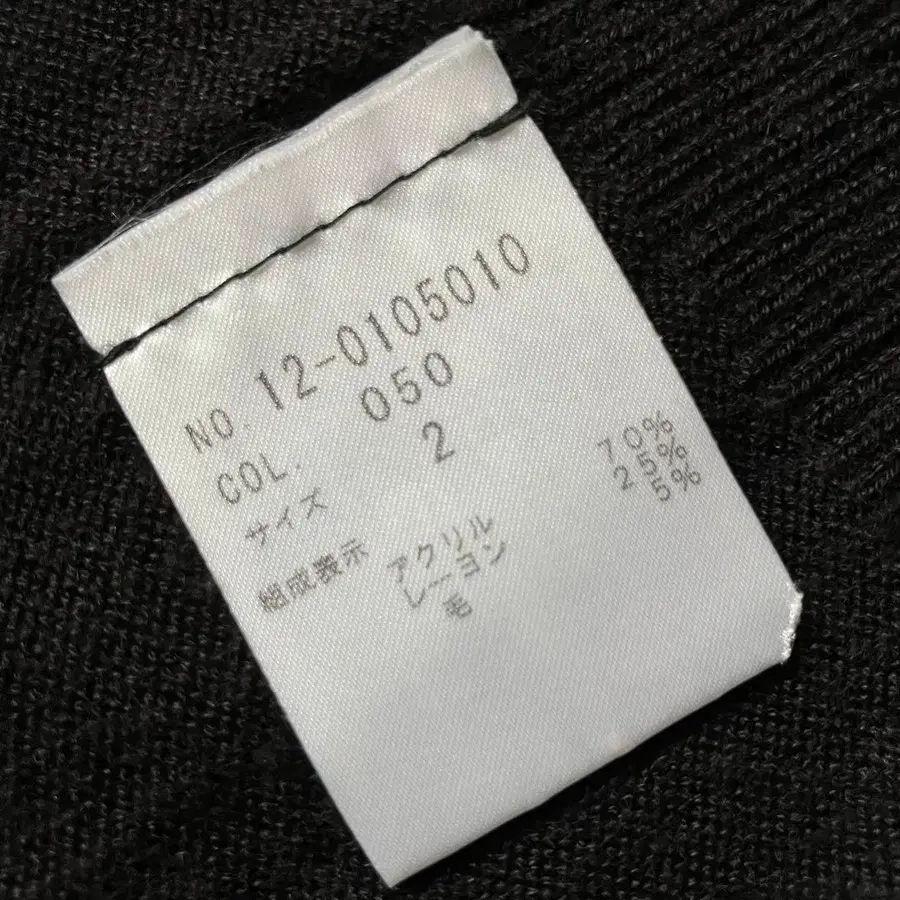 NO. 12-0105010
COL. 050
サイズ 2
組成表示 アクリル 70%
レーヨン 25%
毛 5%